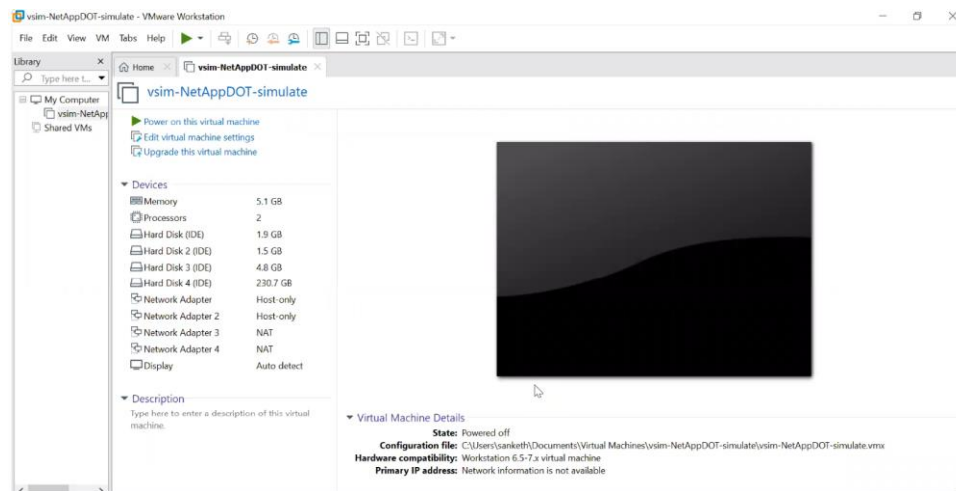 vsim-NetAppDOT-simulate - VMware Workstation
File Edit View VM Tabs Help
Library
Home
vsim-NetAppDOT-simulate
Type here t...
vsim-NetAppDOT-simulate
My Computer
vsim-NetApp
Shared VMs
Power on this virtual machine
Edit virtual machine settings
Upgrade this virtual machine
Devices
Memory 5.1 GB
Processors 2
Hard Disk (IDE) 1.9 GB
Hard Disk 2 (IDE) 1.5 GB
Hard Disk 3 (IDE) 4.8 GB
Hard Disk 4 (IDE) 230.7 GB
Network Adapter Host-only
Network Adapter 2 Host-only
Network Adapter 3 NAT
Network Adapter 4 NAT
Display Auto detect
Description
Type here to enter a description of this virtual
machine.
Virtual Machine Details
State: Powered off
Configuration file: C:\Users\sanketh\Documents\Virtual Machines\vsim-NetAppDOT-simulate\vsim-NetAppDOT-simulate.vmx
Hardware compatibility: Workstation 6.5-7.x virtual machine
Primary IP address: Network information is not available